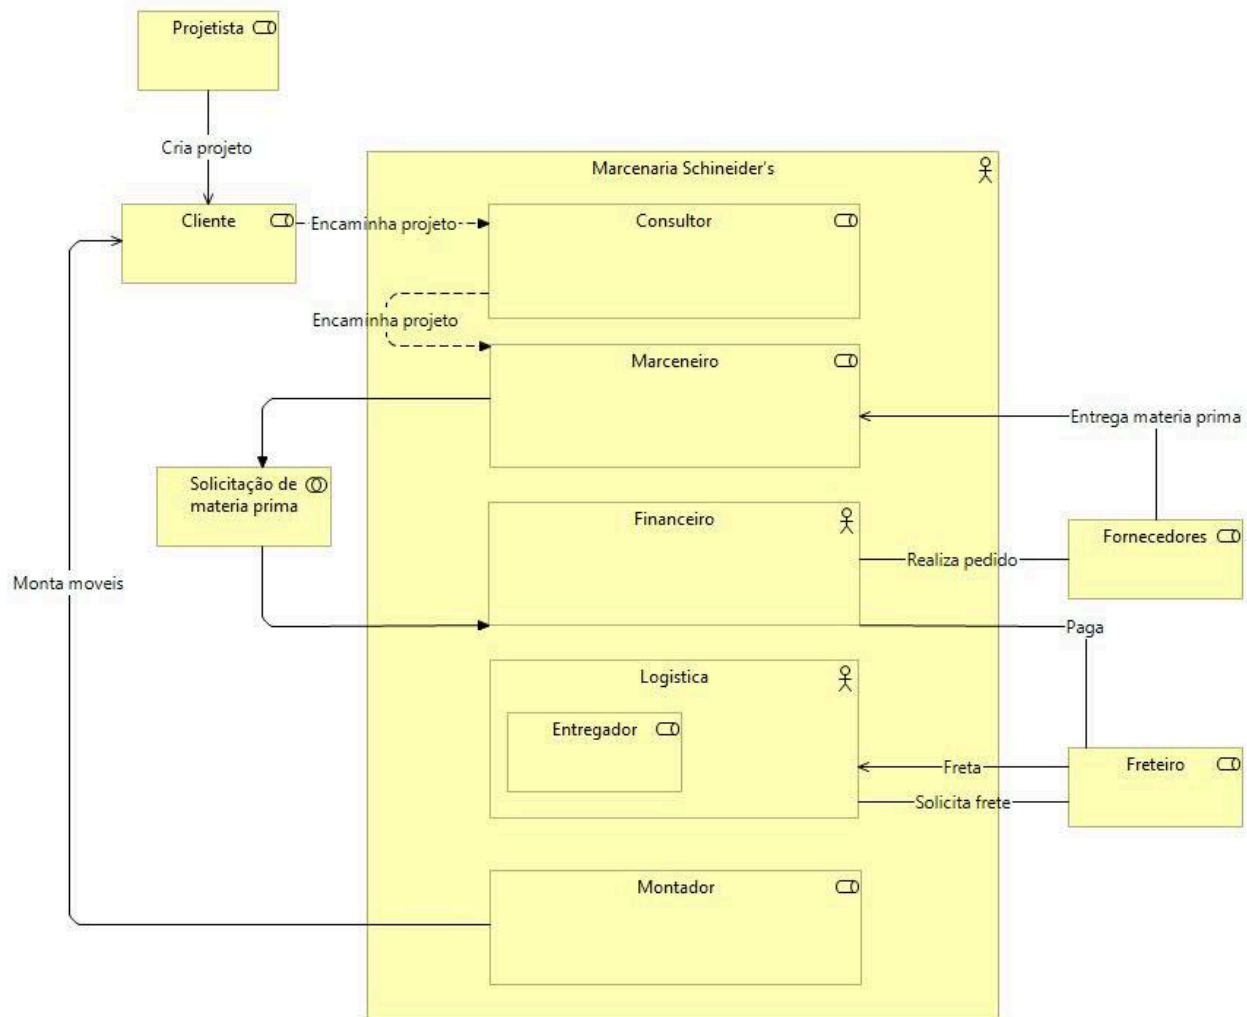 Projetista
Cria projeto
Marcenaria Schineider's
Cliente
Encaminha projeto
Consultor
Encaminha projeto
Marceneiro
Entrega materia prima
Solicitação de
materia prima
Financeiro
Fornecedores
Realiza pedido
Monta moveis
Paga
Logistica
Entregador
Freta
Freteiro
Solicita frete
Montador